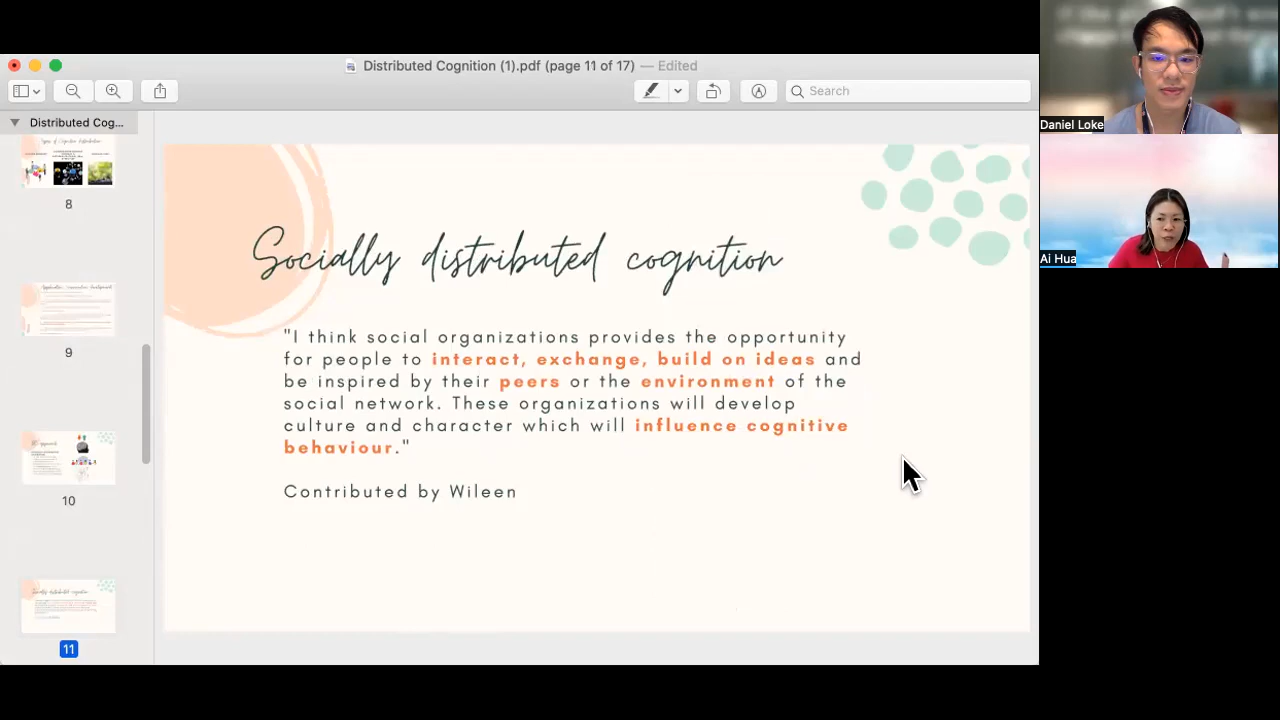 Distributed Cognition (1).pdf (page 11 of 17) — Edited
Search
Distributed Cog...
8
9
10
11
Socially distributed cognition
"I think social organizations provides the opportunity
for people to interact, exchange, build on ideas and
be inspired by their peers or the environment of the
social network. These organizations will develop
culture and character which will influence cognitive
behaviour."
Contributed by Wileen
Daniel Loke
Ai Hua